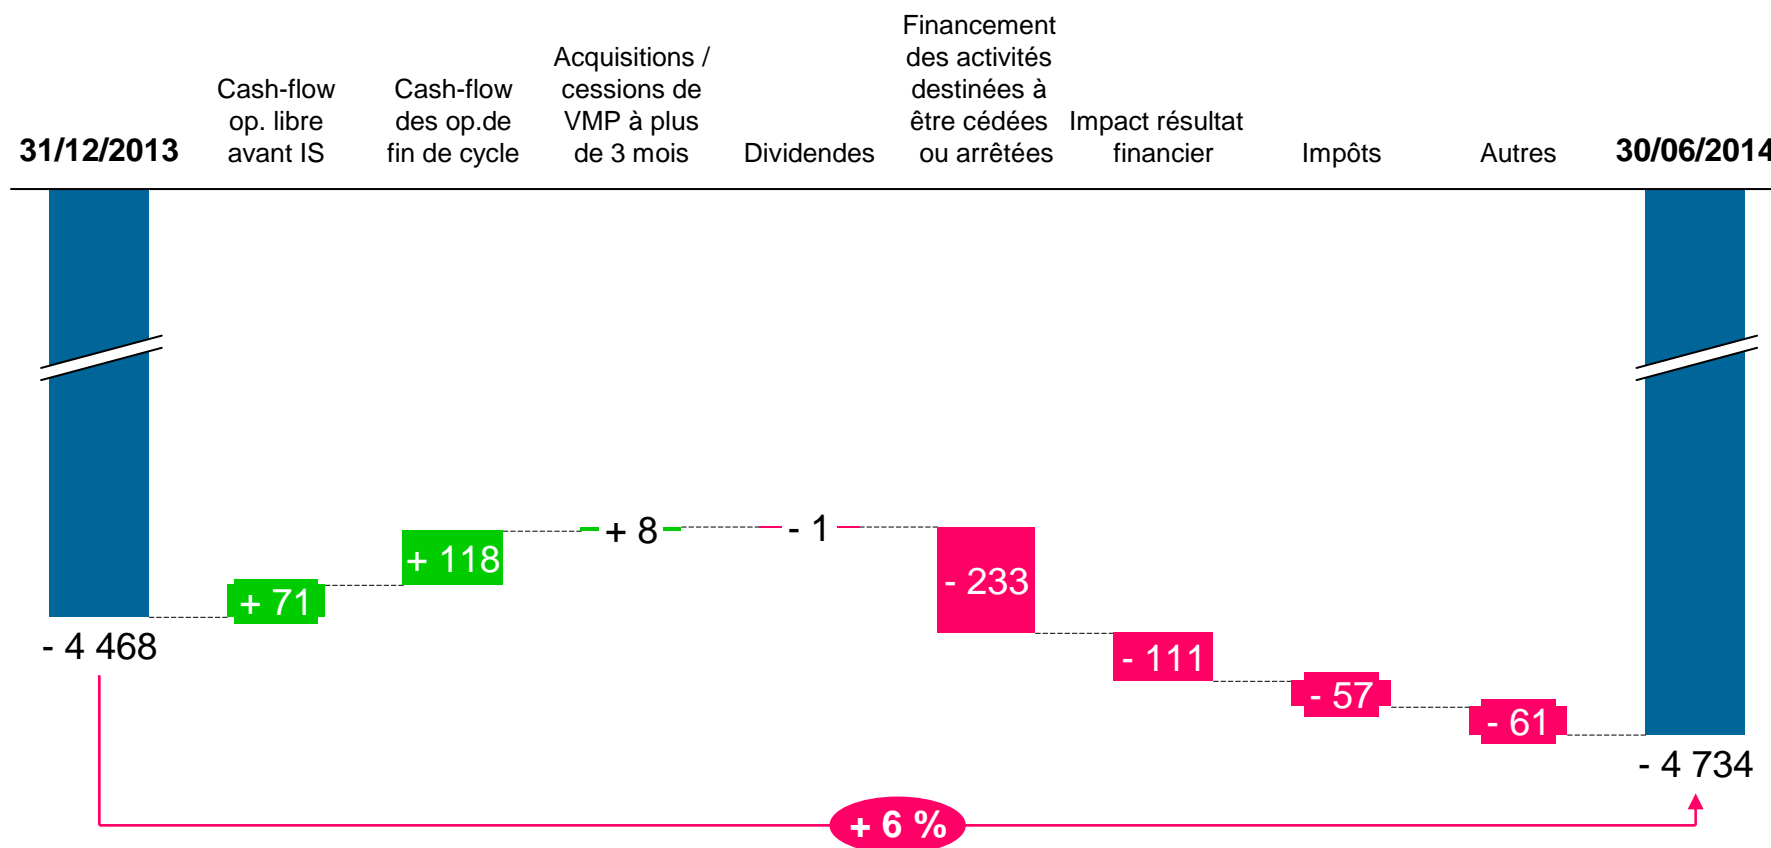 31/12/2013
Cash-flow
op. libre
avant IS
Cash-flow
des op.de
fin de cycle
Acquisitions /
cessions de
VMP à plus
de 3 mois
Dividendes
Financement
des activités
destinées à
être cédées
ou arrêtées
Impact résultat
financier
Impôts
Autres
30/06/2014
- 4 468
+ 71
+ 118
+ 8
- 1
- 233
- 111
- 57
- 61
- 4 734
+ 6 %